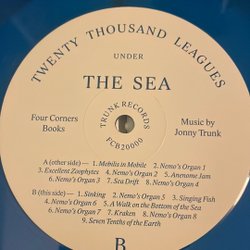 TWENTY THOUSAND LEAGUES
UNDER
THE SEA
Four Corners
Books
TRUNK RECORDS
FCB20000
Music by
Jonny Trunk
A (other side) — 1. Mobilis in Mobile 2. Nemo's Organ 1
3. Excellent Zoophytes 4. Nemo's Organ 2 5. Anemone Jam
6. Nemo's Organ 3 7. Sea Drift 8. Nemo's Organ 4
B (this side) — 1. Sinking 2. Nemo's Organ 5 3. Singing Fish
4. Nemo's Organ 6 5. A Walk on the Bottom of the Sea
6. Nemo's Organ 7 7. Kraken 8. Nemo's Organ 8
9. Seven Tenths of the Earth
B